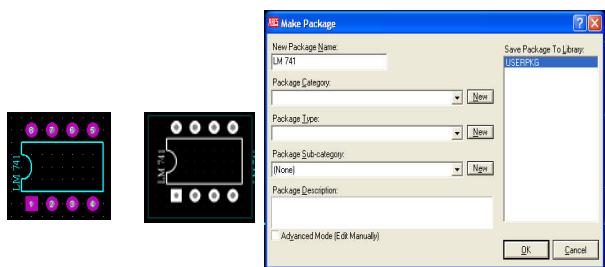 8 7 6 5
LM 741
1 2 3 4
LM 741
ARES Make Package
New Package Name:
LM 741
Package Category:
New
Package Type:
New
Package Sub-category:
(None)
New
Package Description:
Advanced Mode (Edit Manually)
Save Package To Library:
USERPKG
OK
Cancel